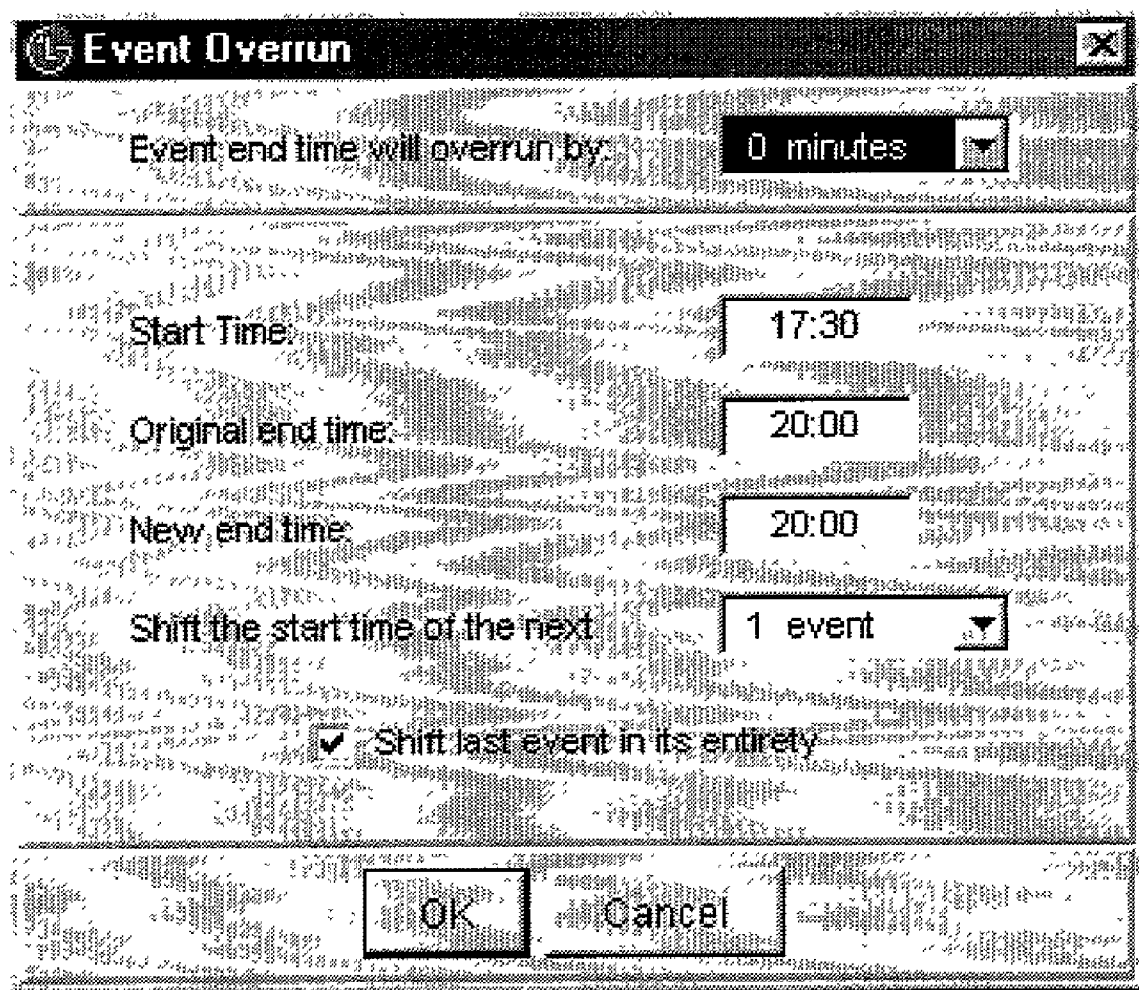 Event Overrun
Event end time will overrun by: 0 minutes
Start Time: 17:30
Original end time: 20:00
New end time: 20:00
Shift the start time of the next 1 event
Shift last event in its entirety
OK Cancel